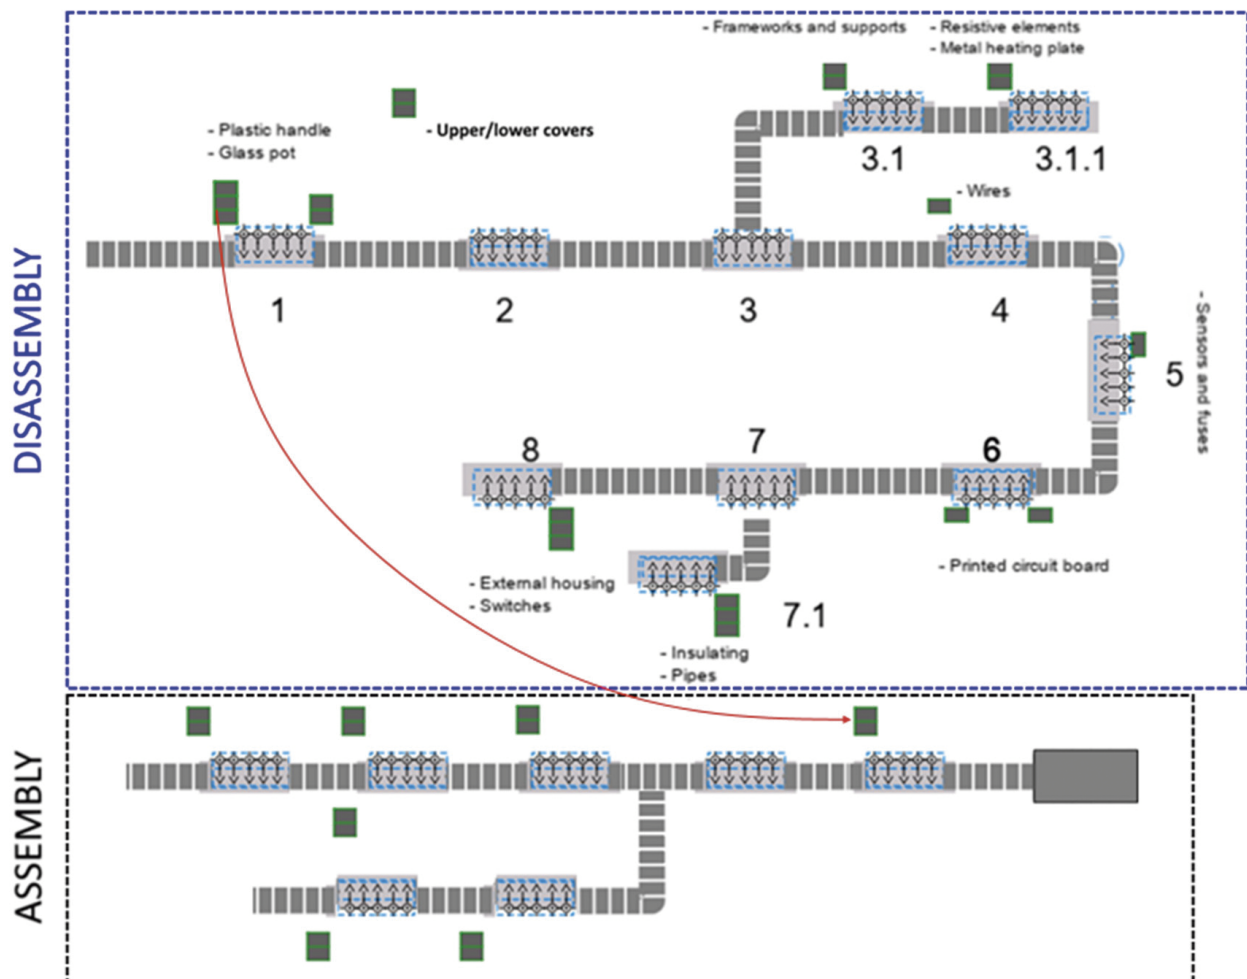 DISASSEMBLY
- Frameworks and supports
- Resistive elements
- Metal heating plate
- Plastic handle
- Glass pot
- Upper/lower covers
3.1
3.1.1
- Wires
1
2
3
4
- Sensors and fuses
5
8
7
6
- External housing
- Switches
- Printed circuit board
7.1
- Insulating
- Pipes
ASSEMBLY